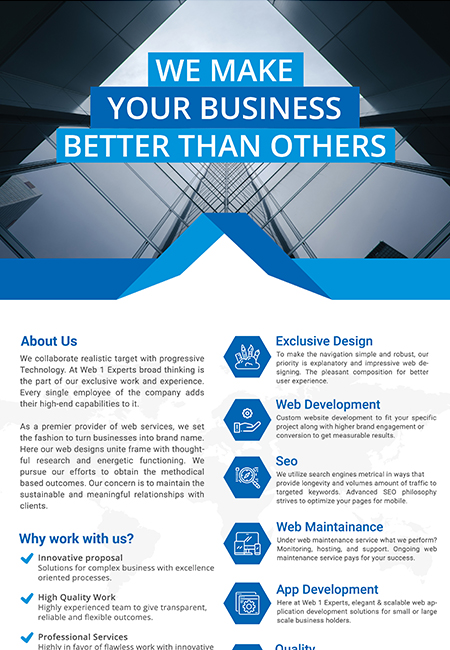 WE MAKE
YOUR BUSINESS
BETTER THAN OTHERS
About Us
We collaborate realistic target with progressive
Technology. At Web 1 Experts broad thinking is
the part of our exclusive work and experience.
Every single employee of the company adds
their high-end capabilities to it.
As a premier provider of web services, we set
the fashion to turn businesses into brand name.
Here our web designs unite frame with thought-
ful research and energetic functioning. We
pursue our efforts to obtain the methodical
based outcomes. Our concern is to maintain the
sustainable and meaningful relationships with
clients.
Why work with us?
Innovative proposal
Solutions for complex business with excellence
oriented processes.
High Quality Work
Highly experienced team to give transparent,
reliable and flexible outcomes.
Professional Services
Highly in favor of flawless work with innovative
Exclusive Design
To make the navigation simple and robust, our
priority is explanatory and impressive web de-
signing. The pleasant composition for better
user experience.
Web Development
Custom website development to fit your specific
project along with higher brand engagement or
conversion to get measurable results.
Seo
We utilize search engines metrical in ways that
provide longevity and volumes amount of traffic to
targeted keywords. Advanced SEO philosophy
strives to optimize your pages for mobile.
Web Maintainance
Under web maintenance service what we perform?
Monitoring, hosting, and support. Ongoing web
maintenance service pays for your success.
App Development
Here at Web 1 Experts, elegant & scalable web ap-
plication development solutions for small or large
scale business holders.
Quality